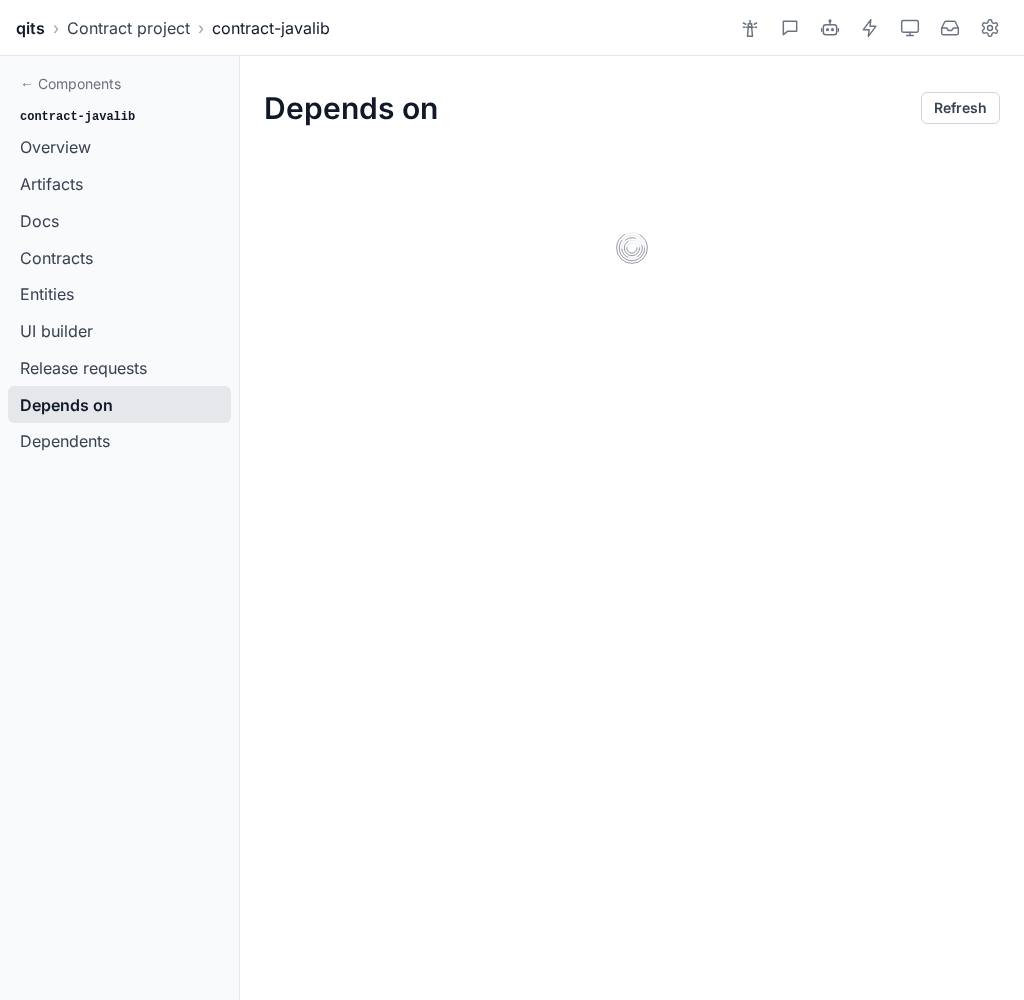 qits › Contract project › contract-javalib
← Components
contract-javalib
Overview
Artifacts
Docs
Contracts
Entities
UI builder
Release requests
Depends on
Dependents
Depends on
Refresh